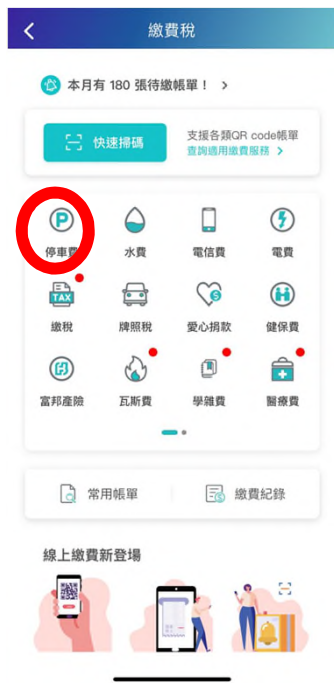 繳費稅
本月有 180 張待繳帳單！ >
快速掃碼
支援各類QR code帳單
查詢適用繳費服務 >
P
停車費
水費
電信費
電費
TAX
繳稅
牌照稅
愛心捐款
健保費
富邦產險
瓦斯費
學雜費
醫療費
常用帳單
繳費紀錄
線上繳費新登場